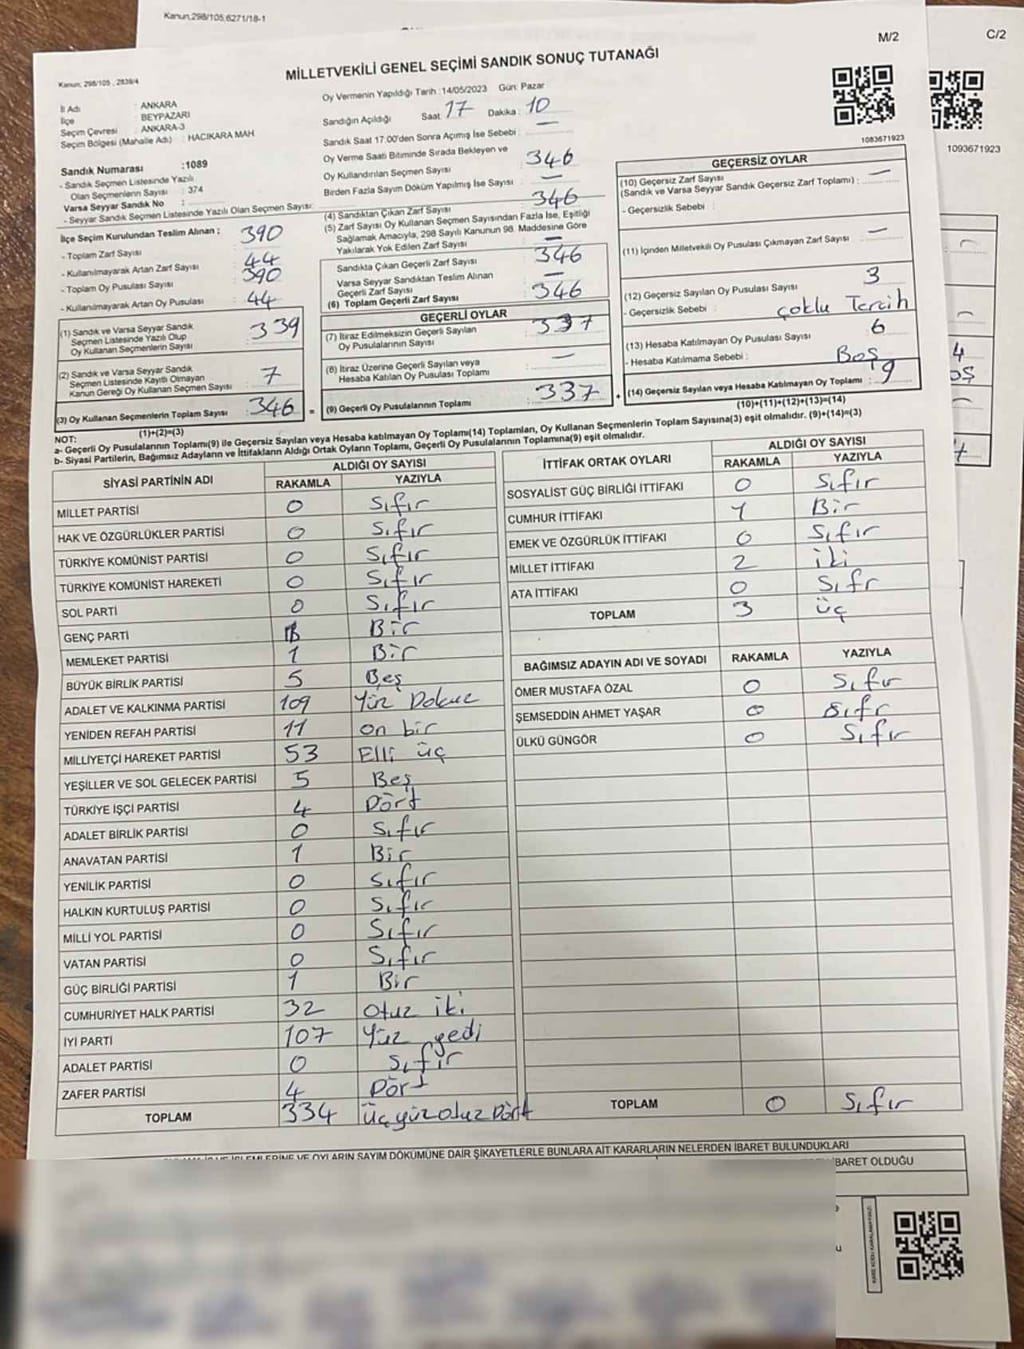 Kanun;298/105;6271/18-1
C/2
1093671923
M/2
Kanun; 298/105 , 2839/4
MİLLETVEKİLİ GENEL SEÇİMİ SANDIK SONUÇ TUTANAĞI
1083671923
İl Adı : ANKARA
İlçe : BEYPAZARI
Seçim Çevresi : ANKARA-3
Seçim Bölgesi (Mahalle Adı) : HACIKARA MAH
Sandık Numarası :1089
- Sandık Seçmen Listesinde Yazılı
Olan Seçmenlerin Sayısı : 374
Varsa Seyyar Sandık No :
- Seyyar Sandık Seçmen Listesinde Yazılı Olan Seçmen Sayısı:
İlçe Seçim Kurulundan Teslim Alınan ;
- Toplam Zarf Sayısı : 390
- Kullanılmayarak Artan Zarf Sayısı : 44
- Toplam Oy Pusulası Sayısı : 390
- Kullanılmayarak Artan Oy Pusulası : 44
(1) Sandık ve Varsa Seyyar Sandık
Seçmen Listesinde Yazılı Olup
Oy Kullanan Seçmenlerin Sayısı : 339
(2) Sandık ve Varsa Seyyar Sandık
Seçmen Listesinde Kayıtlı Olmayan
Kanun Gereği Oy Kullanan Seçmen Sayısı : 7
(3) Oy Kullanan Seçmenlerin Toplam Sayısı : 346 =
(1)+(2)=(3)
Oy Vermenin Yapıldığı Tarih :14/05/2023 Gün: Pazar
Sandığın Açıldığı Saat : 17 Dakika : 10
Sandık Saat 17.00'den Sonra Açımış İse Sebebi : —
Oy Verme Saati Bitiminde Sırada Bekleyen ve
Oy Kullandırılan Seçmen Sayısı : 346
Birden Fazla Sayım Döküm Yapılmış İse Sayısı : —
(4) Sandıktan Çıkan Zarf Sayısı : 346
(5) Zarf Sayısı Oy Kullanan Seçmen Sayısından Fazla İse, Eşitliği
Sağlamak Amacıyla, 298 Sayılı Kanunun 98. Maddesine Göre
Yakılarak Yok Edilen Zarf Sayısı : —
Sandıkta Çıkan Geçerli Zarf Sayısı : 346
Varsa Seyyar Sandıktan Teslim Alınan
Geçerli Zarf Sayısı : —
(6) Toplam Geçerli Zarf Sayısı : 346
GEÇERLİ OYLAR
(7) İtiraz Edilmeksizin Geçerli Sayılan
Oy Pusulalarının Sayısı : 337
(8) İtiraz Üzerine Geçerli Sayılan veya
Hesaba Katılan Oy Pusulası Toplamı : —
(9) Geçerli Oy Pusulalarının Toplamı : 337 +
GEÇERSİZ OYLAR
(10) Geçersiz Zarf Sayısı
(Sandık ve Varsa Seyyar Sandık Geçersiz Zarf Toplamı) : —
- Geçersizlik Sebebi :
(11) İçinden Milletvekili Oy Pusulası Çıkmayan Zarf Sayısı : —
(12) Geçersiz Sayılan Oy Pusulası Sayısı : 3
- Geçersizlik Sebebi : Çoklu Tercih
(13) Hesaba Katılmayan Oy Pusulası Sayısı : 6
- Hesaba Katılmama Sebebi : Boş
(14) Geçersiz Sayılan veya Hesaba Katılmayan Oy Toplamı : 9
(10)+(11)+(12)+(13)=(14)
NOT:
a- Geçerli Oy Pusulalarının Toplamı(9) ile Geçersiz Sayılan veya Hesaba katılmayan Oy Toplamı(14) Toplamları, Oy Kullanan Seçmenlerin Toplam Sayısına(3) eşit olmalıdır. (9)+(14)=(3)
b- Siyasi Partilerin, Bağımsız Adayların ve İttifakların Aldığı Ortak Oyların Toplamı, Geçerli Oy Pusulalarının Toplamına(9) eşit olmalıdır.
SİYASİ PARTİNİN ADI ALDIĞI OY SAYISI
RAKAMLA YAZIYLA
MİLLET PARTİSİ 0 Sıfır
HAK VE ÖZGÜRLÜKLER PARTİSİ 0 Sıfır
TÜRKİYE KOMÜNİST PARTİSİ 0 Sıfır
TÜRKİYE KOMÜNİST HAREKETİ 0 Sıfır
SOL PARTİ 0 Sıfır
GENÇ PARTİ 1 Bir
MEMLEKET PARTİSİ 1 Bir
BÜYÜK BİRLİK PARTİSİ 5 Beş
ADALET VE KALKINMA PARTİSİ 109 Yüz Dokuz
YENİDEN REFAH PARTİSİ 11 on bir
MİLLİYETÇİ HAREKET PARTİSİ 53 Elli üç
YEŞİLLER VE SOL GELECEK PARTİSİ 5 Beş
TÜRKİYE İŞÇİ PARTİSİ 4 Dört
ADALET BİRLİK PARTİSİ 0 Sıfır
ANAVATAN PARTİSİ 1 Bir
YENİLİK PARTİSİ 0 Sıfır
HALKIN KURTULUŞ PARTİSİ 0 Sıfır
MİLLİ YOL PARTİSİ 0 Sıfır
VATAN PARTİSİ 0 Sıfır
GÜÇ BİRLİĞİ PARTİSİ 1 Bir
CUMHURİYET HALK PARTİSİ 32 Otuz iki
İYİ PARTİ 107 Yüz yedi
ADALET PARTİSİ 0 Sıfır
ZAFER PARTİSİ 4 Dört
TOPLAM 334 Üçyüz otuz Dört
İTTİFAK ORTAK OYLARI ALDIĞI OY SAYISI
RAKAMLA YAZIYLA
SOSYALİST GÜÇ BİRLİĞİ İTTİFAKI 0 Sıfır
CUMHUR İTTİFAKI 1 Bir
EMEK VE ÖZGÜRLÜK İTTİFAKI 0 Sıfır
MİLLET İTTİFAKI 2 iki
ATA İTTİFAKI 0 Sıfr
TOPLAM 3 üç
BAĞIMSIZ ADAYIN ADI VE SOYADI RAKAMLA YAZIYLA
ÖMER MUSTAFA ÖZAL 0 Sıfır
ŞEMSEDDİN AHMET YAŞAR 0 Sıfr
ÜLKÜ GÜNGÖR 0 Sıfır
TOPLAM 0 Sıfır
VE OYLARIN SAYIM DÖKÜMÜNE DAİR ŞİKAYETLERLE BUNLARA AİT KARARLARIN NELERDEN İBARET BULUNDUKLARI
İBARET OLDUĞU